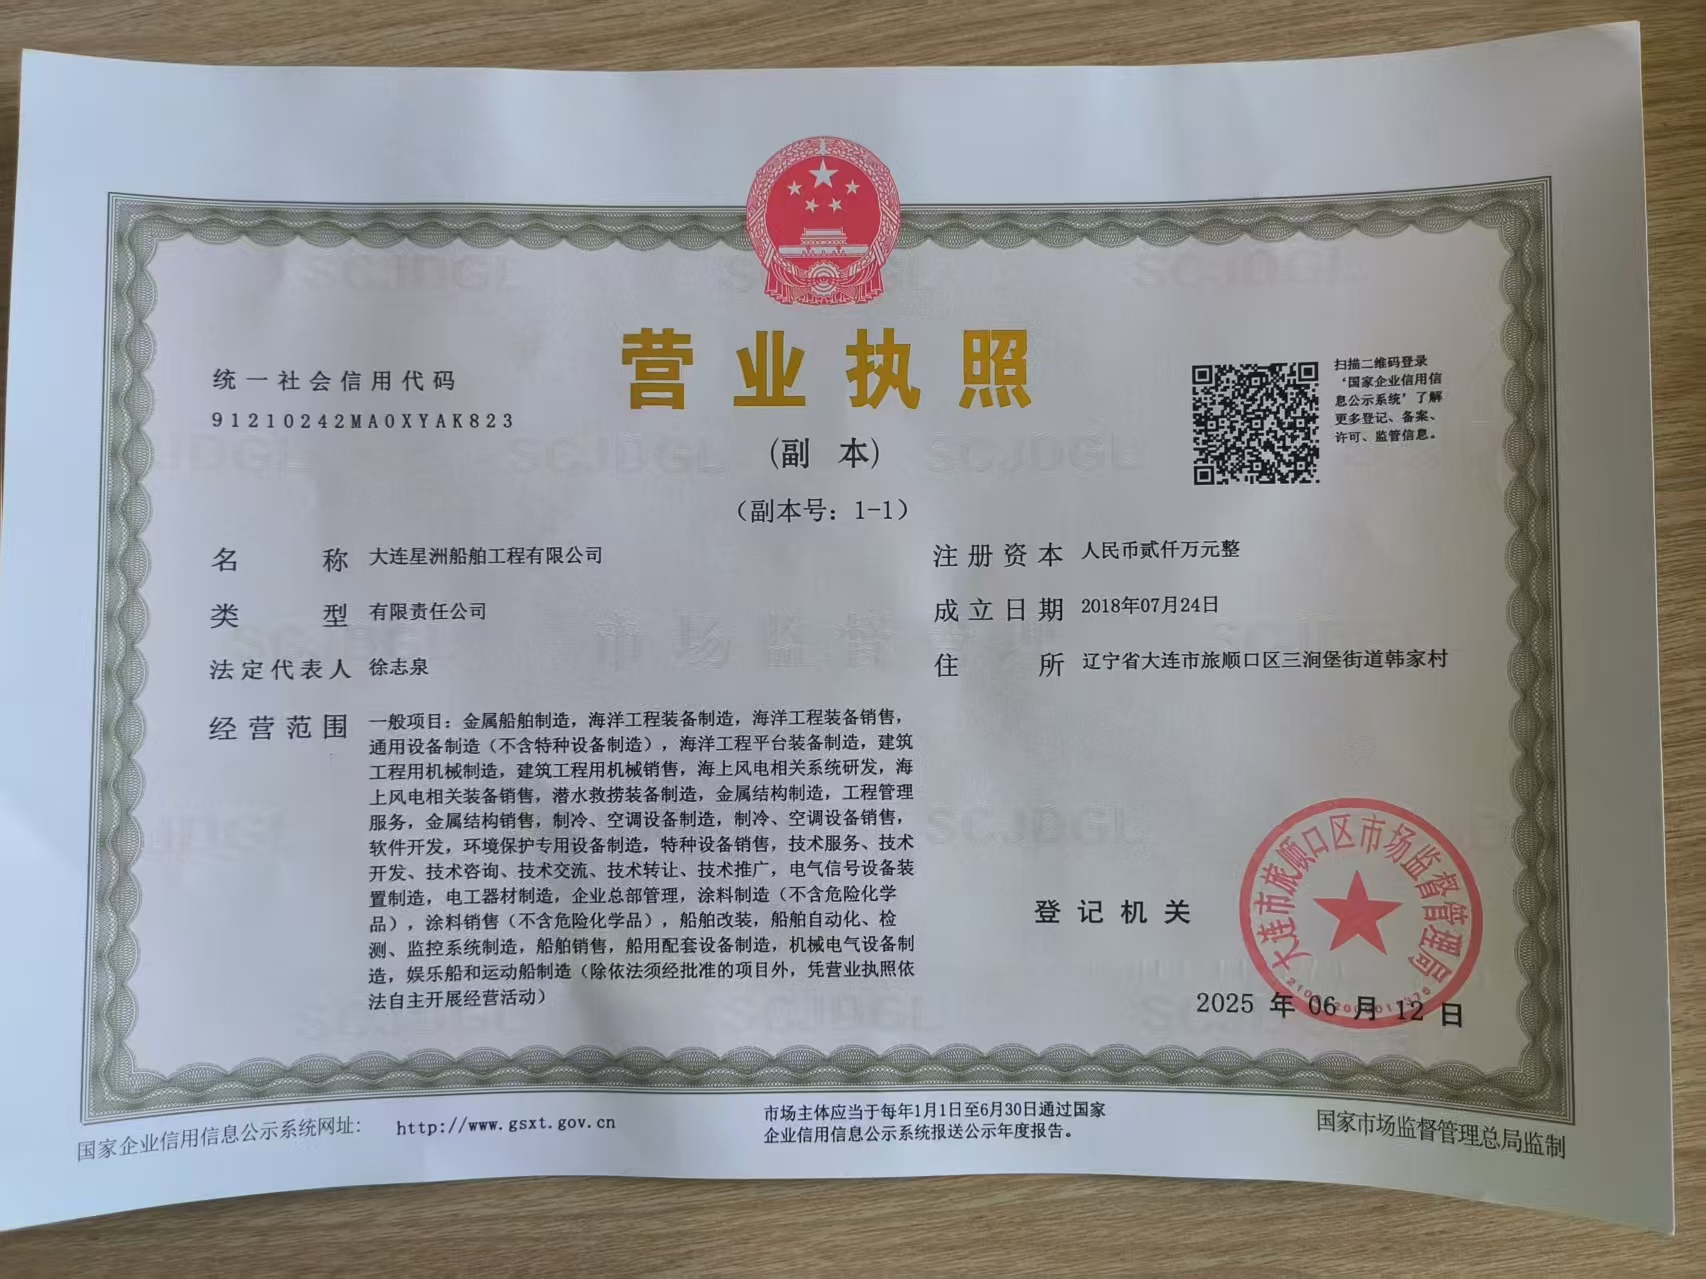 营业执照
(副 本)
(副本号:1-1)
统一社会信用代码
91210242MA0XYAK823
扫描二维码登录
‘国家企业信用信
息公示系统’了解
更多登记、备案、
许可、监管信息。
名 称 大连星洲船舶工程有限公司
类 型 有限责任公司
法定代表人 徐志泉
经营范围 一般项目:金属船舶制造,海洋工程装备制造,海洋工程装备销售,
通用设备制造(不含特种设备制造),海洋工程平台装备制造,建筑
工程用机械制造,建筑工程用机械销售,海上风电相关系统研发,海
上风电相关装备销售,潜水救捞装备制造,金属结构制造,工程管理
服务,金属结构销售,制冷、空调设备制造,制冷、空调设备销售,
软件开发,环境保护专用设备制造,特种设备销售,技术服务、技术
开发、技术咨询、技术交流、技术转让、技术推广,电气信号设备装
置制造,电工器材制造,企业总部管理,涂料制造(不含危险化学
品),涂料销售(不含危险化学品),船舶改装,船舶自动化、检
测、监控系统制造,船舶销售,船用配套设备制造,机械电气设备制
造,娱乐船和运动船制造(除依法须经批准的项目外,凭营业执照依
法自主开展经营活动)
注册资本 人民币贰仟万元整
成立日期 2018年07月24日
住 所 辽宁省大连市旅顺口区三涧堡街道韩家村
登记机关
大连市旅顺口区市场监督管理局
2025 年 06 月 12 日
国家企业信用信息公示系统网址: http://www.gsxt.gov.cn
市场主体应当于每年1月1日至6月30日通过国家
企业信用信息公示系统报送公示年度报告。
国家市场监督管理总局监制